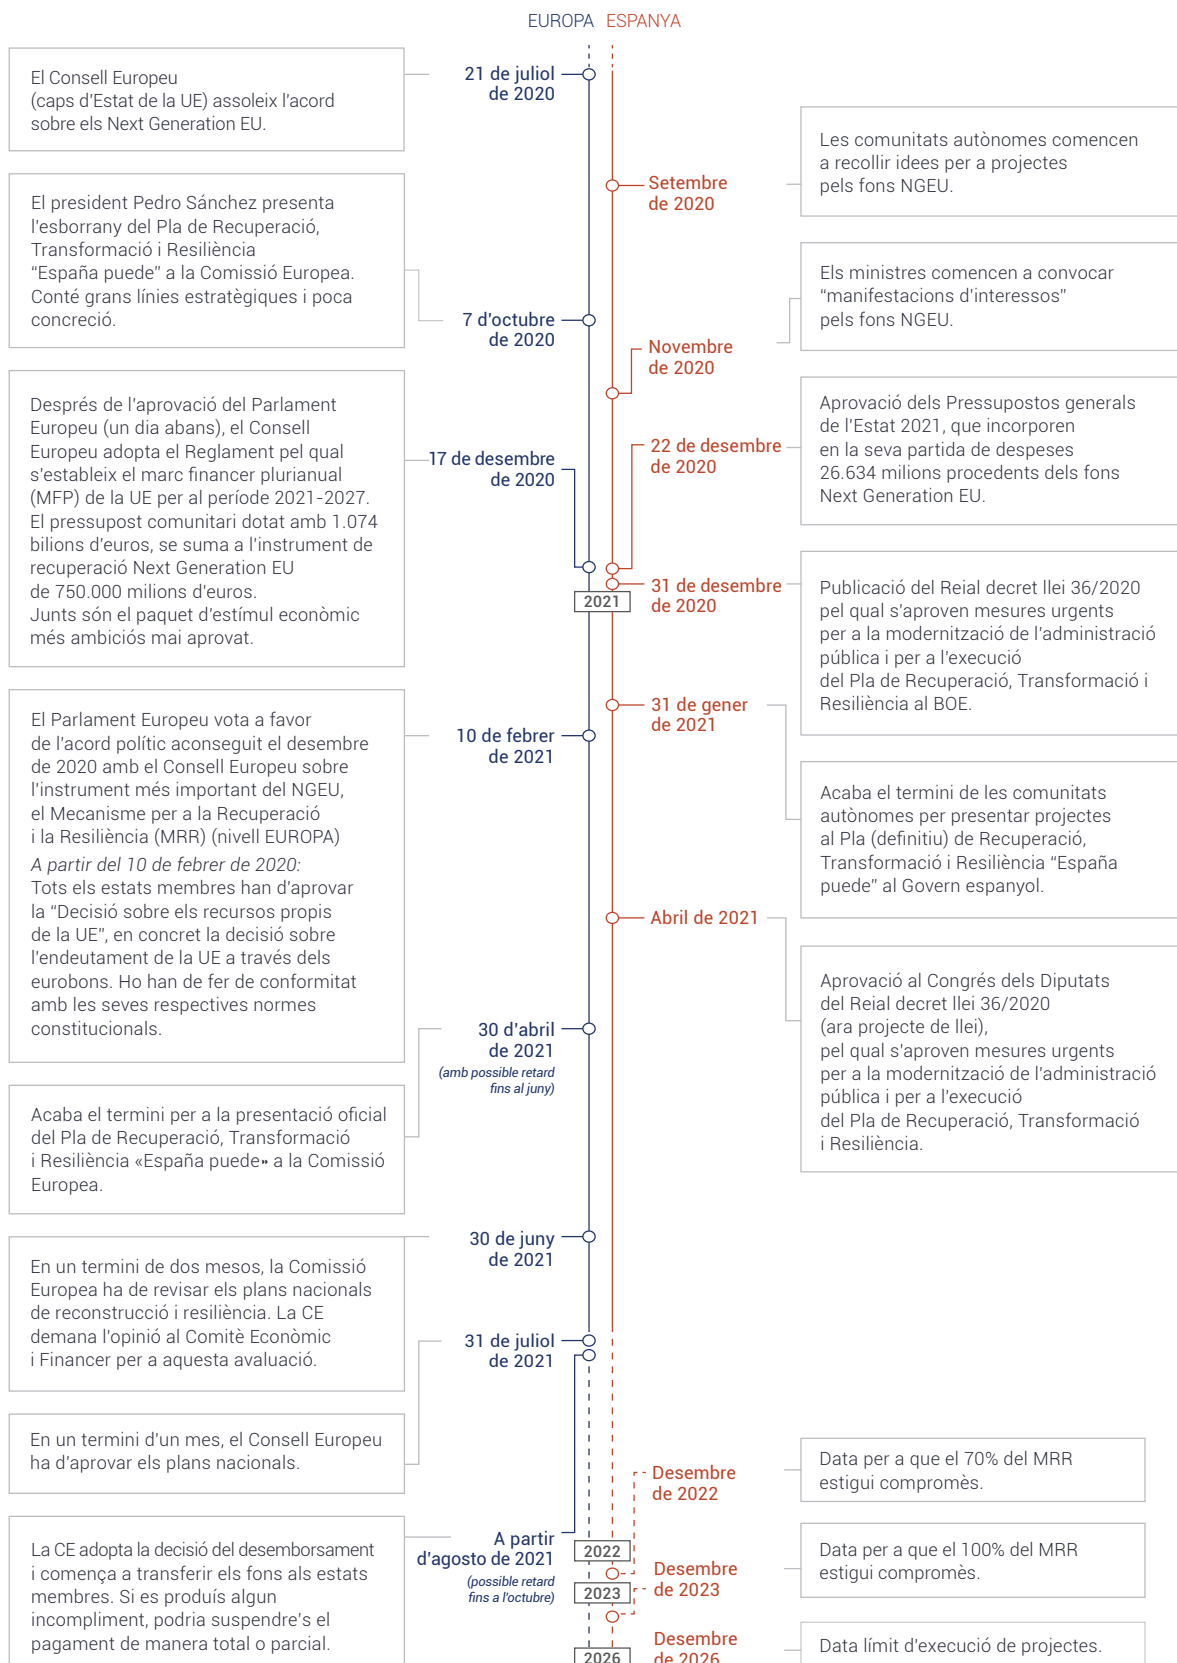 EUROPA ESPANYA
21 de juliol
de 2020
El Consell Europeu
(caps d'Estat de la UE) assoleix l'acord
sobre els Next Generation EU.
Setembre
de 2020
Les comunitats autònomes comencen
a recollir idees per a projectes
pels fons NGEU.
7 d'octubre
de 2020
El president Pedro Sánchez presenta
l'esborrany del Pla de Recuperació,
Transformació i Resiliència
“España puede” a la Comissió Europea.
Conté grans línies estratègiques i poca
concreció.
Novembre
de 2020
Els ministres comencen a convocar
“manifestacions d'interessos”
pels fons NGEU.
17 de desembre
de 2020
Després de l'aprovació del Parlament
Europeu (un dia abans), el Consell
Europeu adopta el Reglament pel qual
s'estableix el marc financer plurianual
(MFP) de la UE per al període 2021-2027.
El pressupost comunitari dotat amb 1.074
bilions d'euros, se suma a l'instrument de
recuperació Next Generation EU
de 750.000 milions d'euros.
Junts són el paquet d'estímul econòmic
més ambiciós mai aprovat.
22 de desembre
de 2020
Aprovació dels Pressupostos generals
de l'Estat 2021, que incorporen
en la seva partida de despeses
26.634 milions procedents dels fons
Next Generation EU.
31 de desembre
de 2020
Publicació del Reial decret llei 36/2020
pel qual s'aproven mesures urgents
per a la modernització de l'administració
pública i per a l'execució
del Pla de Recuperació, Transformació i
Resiliència al BOE.
2021
31 de gener
de 2021
Acaba el termini de les comunitats
autònomes per presentar projectes
al Pla (definitiu) de Recuperació,
Transformació i Resiliència “España
puede” al Govern espanyol.
10 de febrer
de 2021
El Parlament Europeu vota a favor
de l'acord polític aconseguit el desembre
de 2020 amb el Consell Europeu sobre
l'instrument més important del NGEU,
el Mecanisme per a la Recuperació
i la Resiliència (MRR) (nivell EUROPA)
A partir del 10 de febrer de 2020:
Tots els estats membres han d'aprovar
la “Decisió sobre els recursos propis
de la UE”, en concret la decisió sobre
l'endeutament de la UE a través dels
eurobons. Ho han de fer de conformitat
amb les seves respectives normes
constitucionals.
Abril de 2021
Aprovació al Congrés dels Diputats
del Reial decret llei 36/2020
(ara projecte de llei),
pel qual s'aproven mesures urgents
per a la modernització de l'administració
pública i per a l'execució
del Pla de Recuperació, Transformació
i Resiliència.
30 d'abril
de 2021
(amb possible retard
fins al juny)
Acaba el termini per a la presentació oficial
del Pla de Recuperació, Transformació
i Resiliència «España puede» a la Comissió
Europea.
30 de juny
de 2021
En un termini de dos mesos, la Comissió
Europea ha de revisar els plans nacionals
de reconstrucció i resiliència. La CE
demana l'opinió al Comitè Econòmic
i Financer per a aquesta avaluació.
31 de juliol
de 2021
En un termini d'un mes, el Consell Europeu
ha d'aprovar els plans nacionals.
A partir
d'agosto de 2021
(possible retard
fins a l'octubre)
La CE adopta la decisió del desemborsament
i comença a transferir els fons als estats
membres. Si es produís algun
incompliment, podria suspendre's el
pagament de manera total o parcial.
2022
Desembre
de 2022
Data per a que el 70% del MRR
estigui compromès.
2023
Desembre
de 2023
Data per a que el 100% del MRR
estigui compromès.
2026
Desembre
de 2026
Data límit d'execució de projectes.